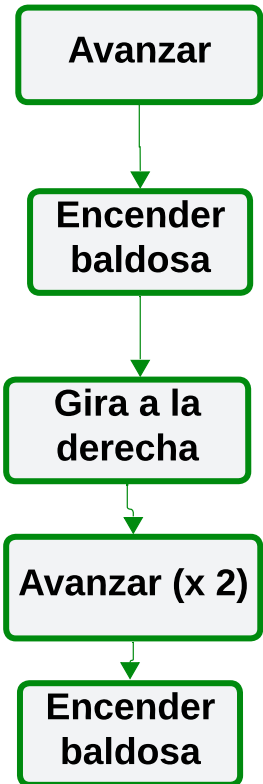 Avanzar
Encender
baldosa
Gira a la
derecha
Avanzar (x 2)
Encender
baldosa